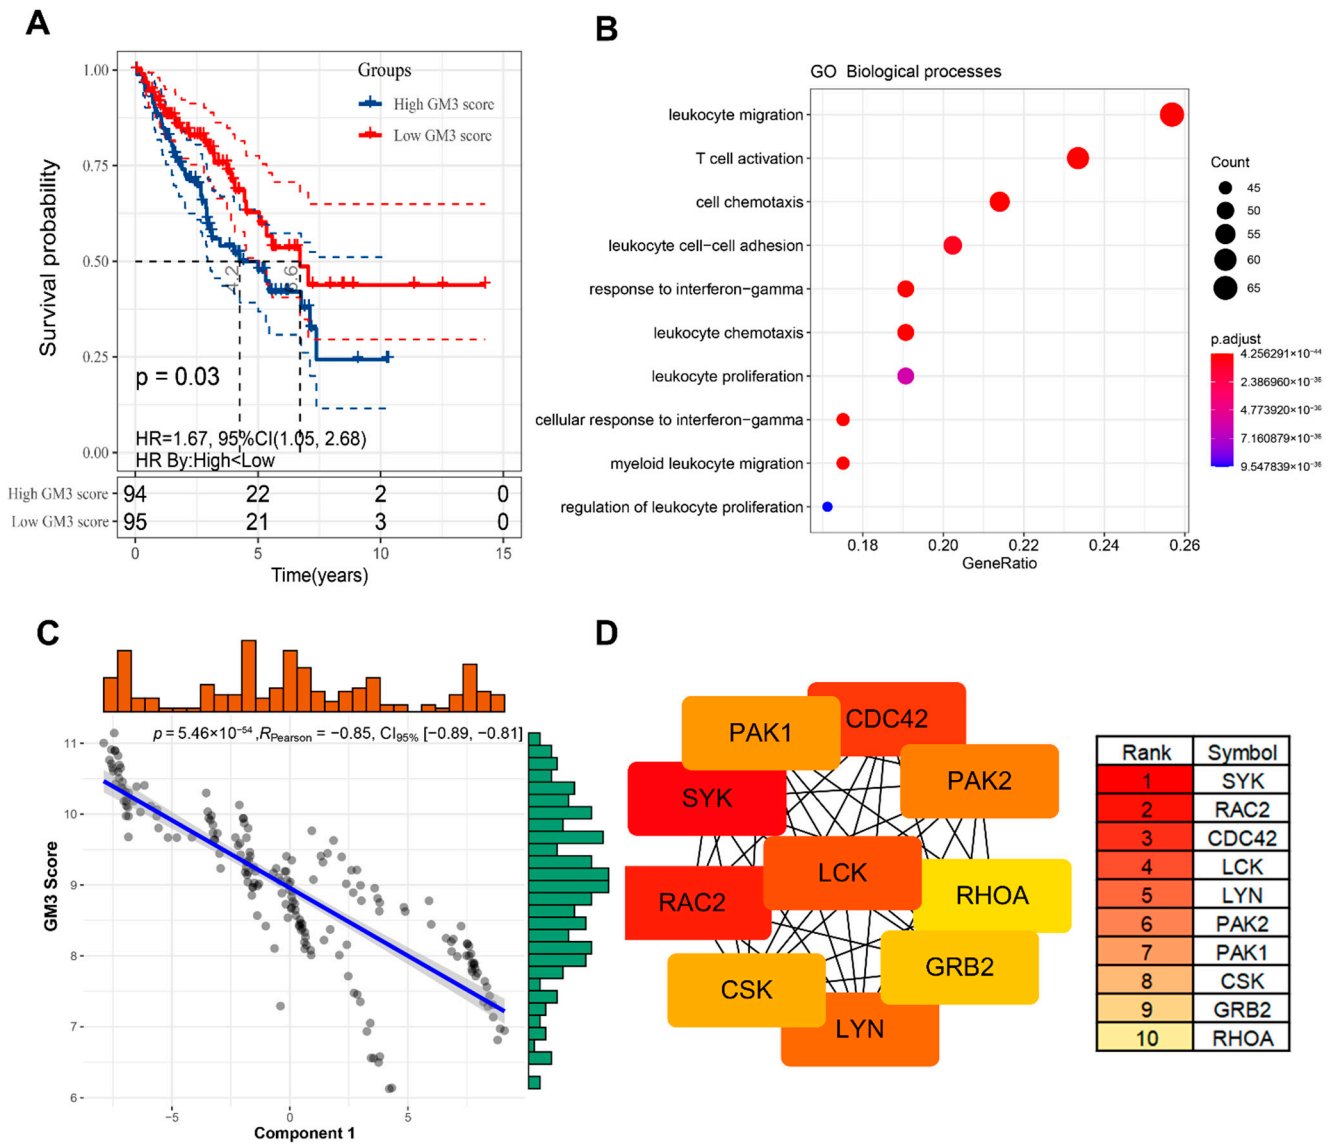 A
Groups
High GM3 score
Low GM3 score
1.00
0.75
0.50
0.25
0.00
Survival probability
4.2
p = 0.03
HR=1.67, 95%CI(1.05, 2.68)
HR By:High<Low
High GM3 score 94 22 2 0
Low GM3 score 95 21 3 0
0 5 10 15
Time(years)
B
GO Biological processes
leukocyte migration
T cell activation
cell chemotaxis
leukocyte cell−cell adhesion
response to interferon−gamma
leukocyte chemotaxis
leukocyte proliferation
cellular response to interferon−gamma
myeloid leukocyte migration
regulation of leukocyte proliferation
0.18 0.20 0.22 0.24 0.26
GeneRatio
Count
45
50
55
60
65
p.adjust
4.256291×10⁻⁴⁴
2.386960×10⁻³⁶
4.773920×10⁻³⁶
7.160879×10⁻³⁶
9.547839×10⁻³⁶
C
p = 5.46×10⁻⁵⁴ ,R Pearson = −0.85, CI95% [−0.89, −0.81]
11
10
9
8
7
6
GM3 Score
−5 0 5
Component 1
D
PAK1
CDC42
PAK2
SYK
LCK
RAC2
RHOA
GRB2
CSK
LYN
Rank Symbol
1 SYK
2 RAC2
3 CDC42
4 LCK
5 LYN
6 PAK2
7 PAK1
8 CSK
9 GRB2
10 RHOA